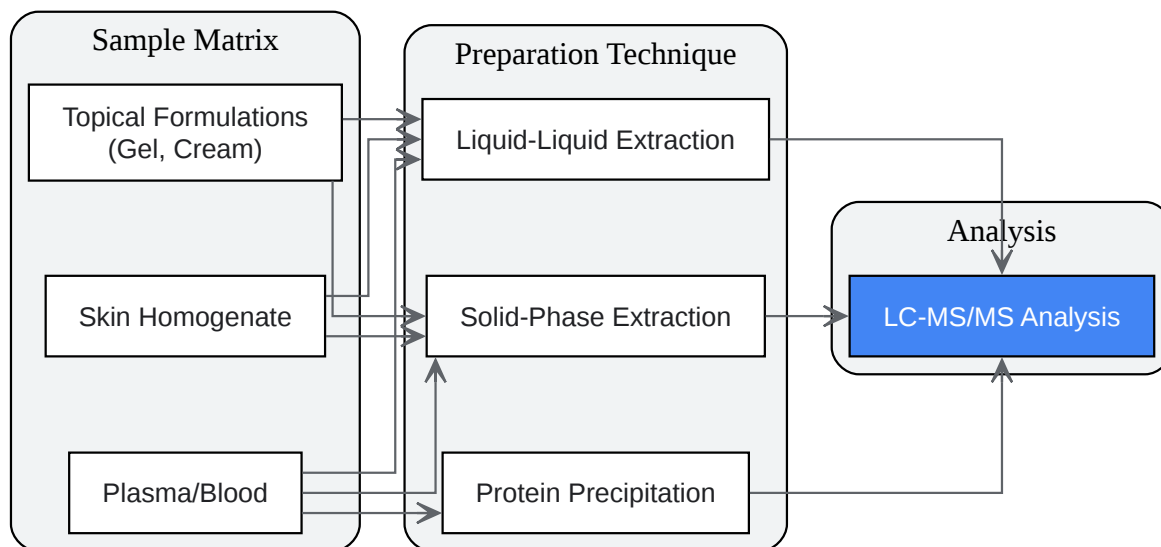 Sample Matrix
Topical Formulations
(Gel, Cream)
Skin Homogenate
Plasma/Blood
Preparation Technique
Liquid-Liquid Extraction
Solid-Phase Extraction
Protein Precipitation
Analysis
LC-MS/MS Analysis